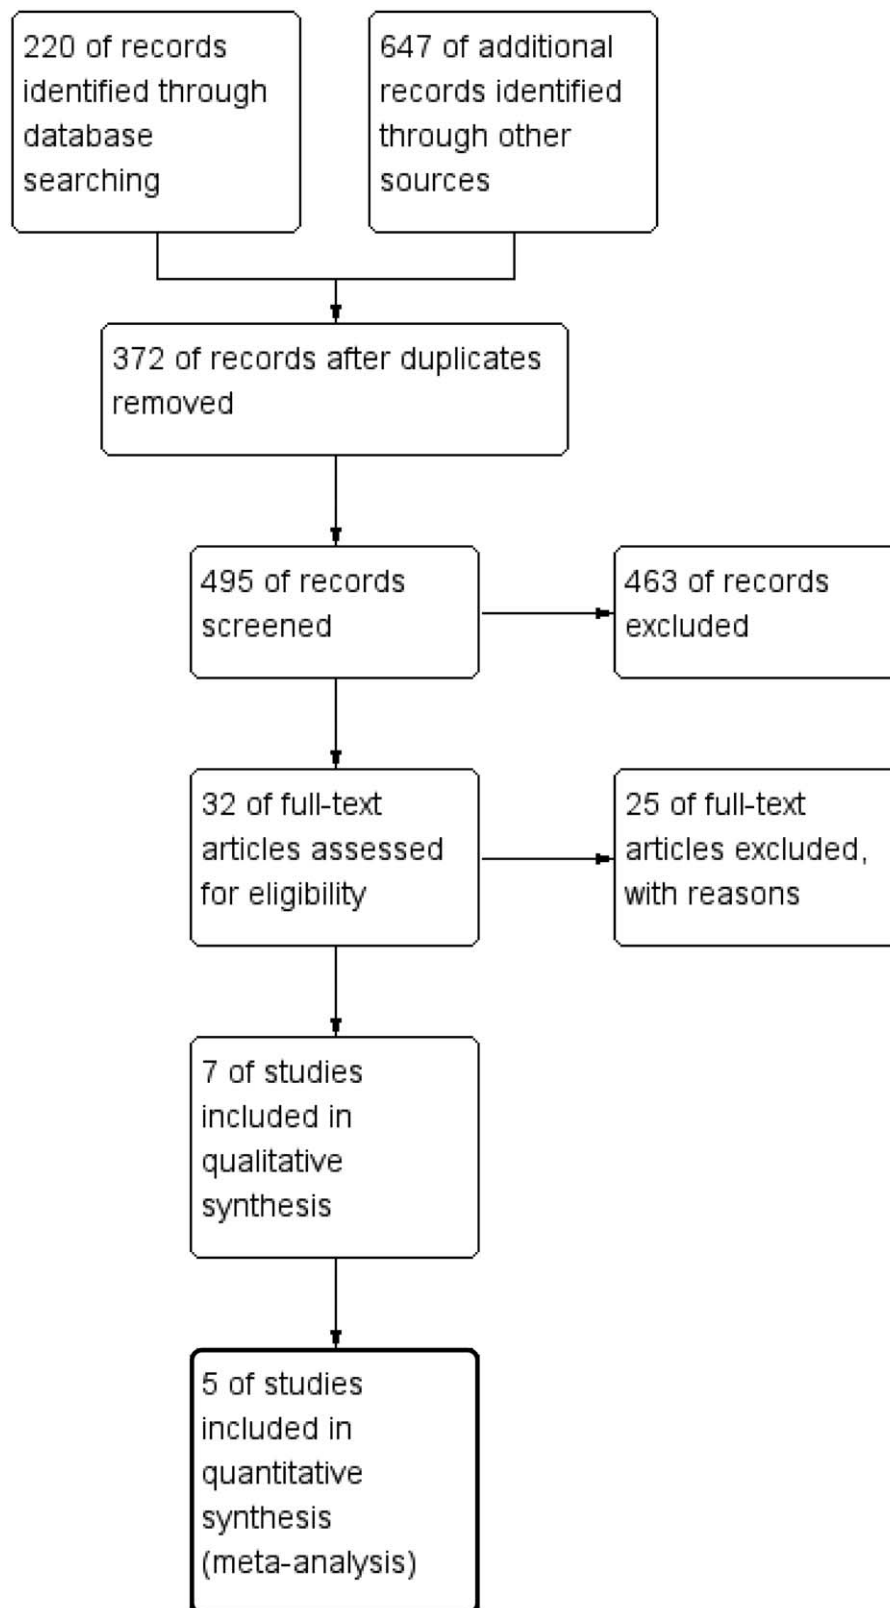 220 of records
identified through
database
searching
647 of additional
records identified
through other
sources
372 of records after duplicates
removed
495 of records
screened
463 of records
excluded
32 of full-text
articles assessed
for eligibility
25 of full-text
articles excluded,
with reasons
7 of studies
included in
qualitative
synthesis
5 of studies
included in
quantitative
synthesis
(meta-analysis)